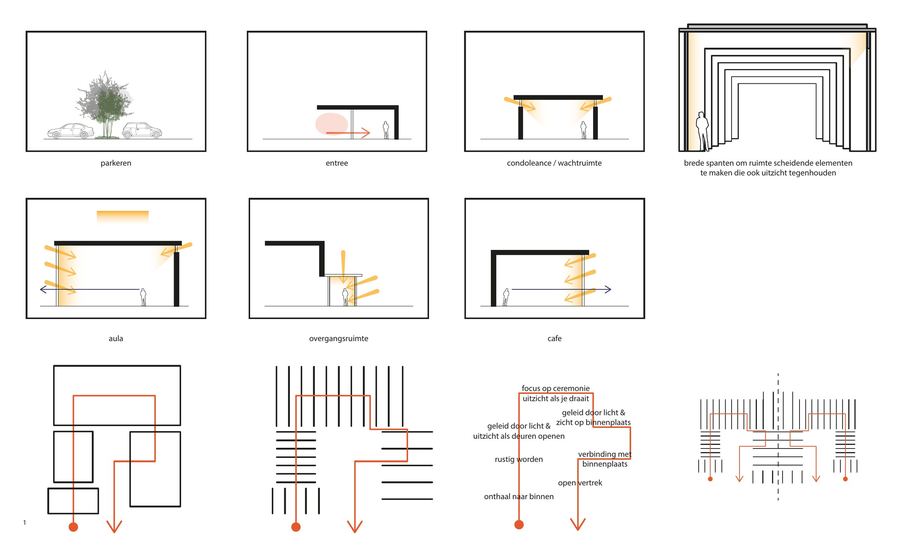 parkeren
entree
condoleance / wachtruimte
brede spanten om ruimte scheidende elementen
te maken die ook uitzicht tegenhouden
aula
overgangsruimte
cafe
focus op ceremonie
uitzicht als je draait
geleid door licht &
zicht op binnenplaats
geleid door licht &
uitzicht als deuren openen
rustig worden
verbinding met
binnenplaats
open vertrek
onthaal naar binnen
1